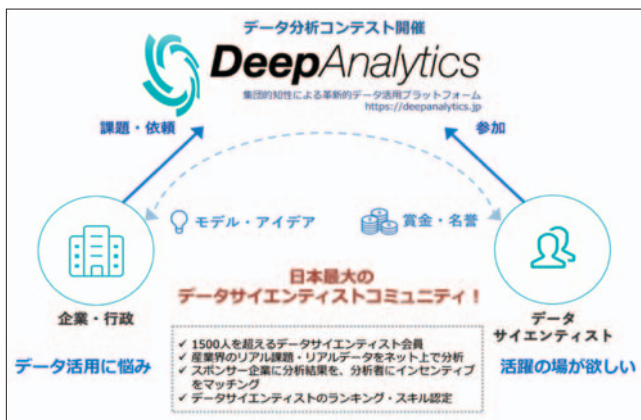 データ分析コンテスト開催
DeepAnalytics
集団的知性による革新的データ活用プラットフォーム
https://deepanalytics.jp
課題・依頼
参加
モデル・アイデア
賞金・名誉
日本最大の
データサイエンティストコミュニティ！
企業・行政
データ
サイエンティスト
データ活用に悩み
活躍の場が欲しい
✓ 1500人を超えるデータサイエンティスト会員
✓ 産業界のリアル課題・リアルデータをネット上で分析
✓ スポンサー企業に分析結果を、分析者にインセンティブ
をマッチング
✓ データサイエンティストのランキング・スキル認定